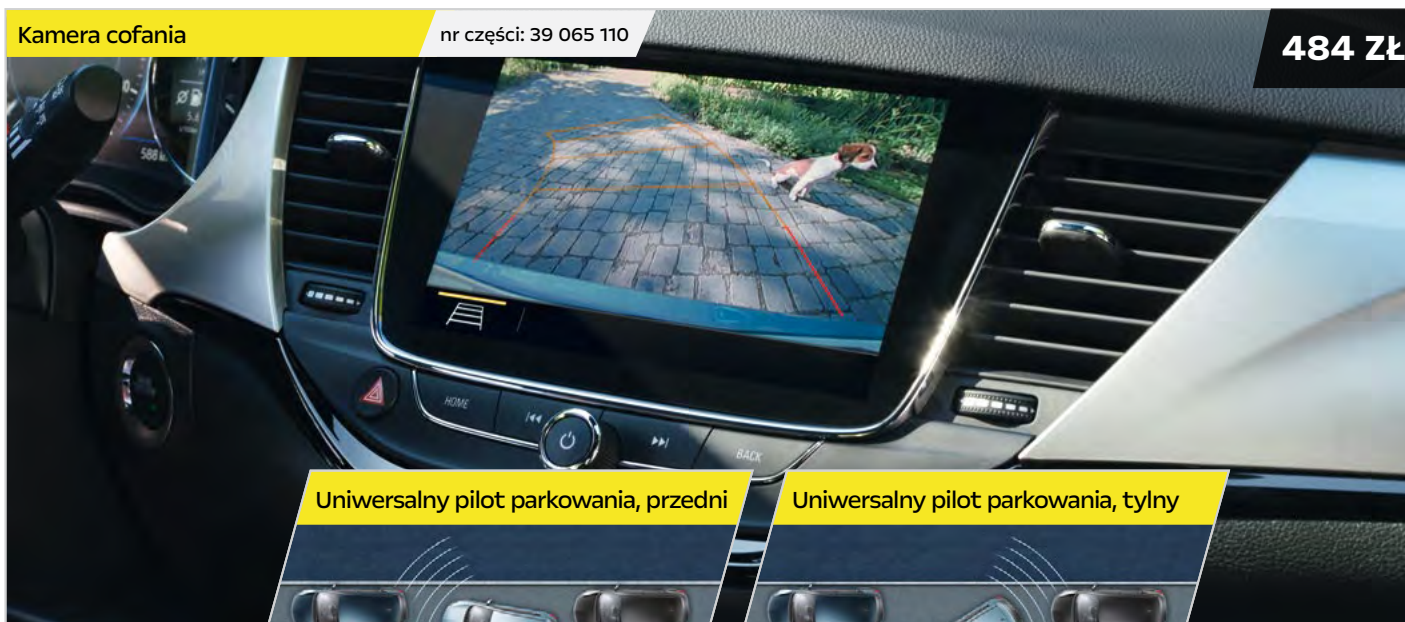 Kamera cofania
nr części: 39 065 110
484 ZŁ
588
HOME
BACK
Uniwersalny pilot parkowania, przedni
Uniwersalny pilot parkowania, tylny